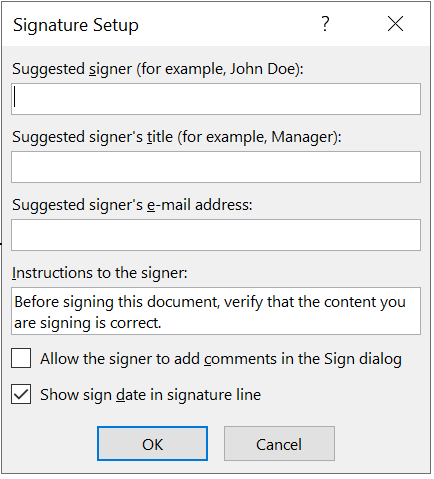 Signature Setup ?
Suggested signer (for example, John Doe):
Suggested signer's title (for example, Manager):
Suggested signer's e-mail address:
Instructions to the signer:
Before signing this document, verify that the content you
are signing is correct.
Allow the signer to add comments in the Sign dialog
Show sign date in signature line
OK Cancel